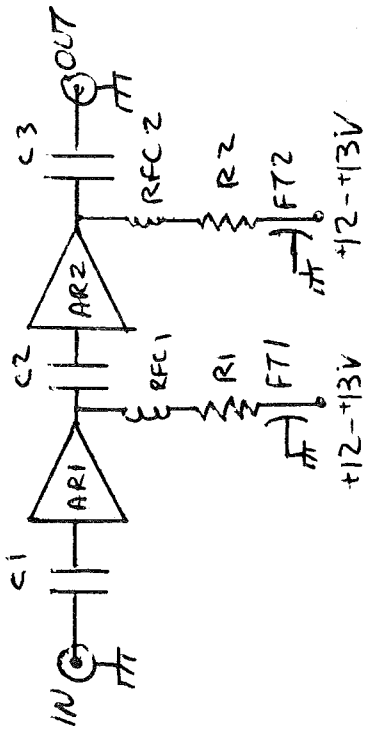 IN
C1
AR1
C2
AR2
C3
OUT
RFC1
R1
FT1
+12-+13V
RFC2
R2
FT2
+12-+13V